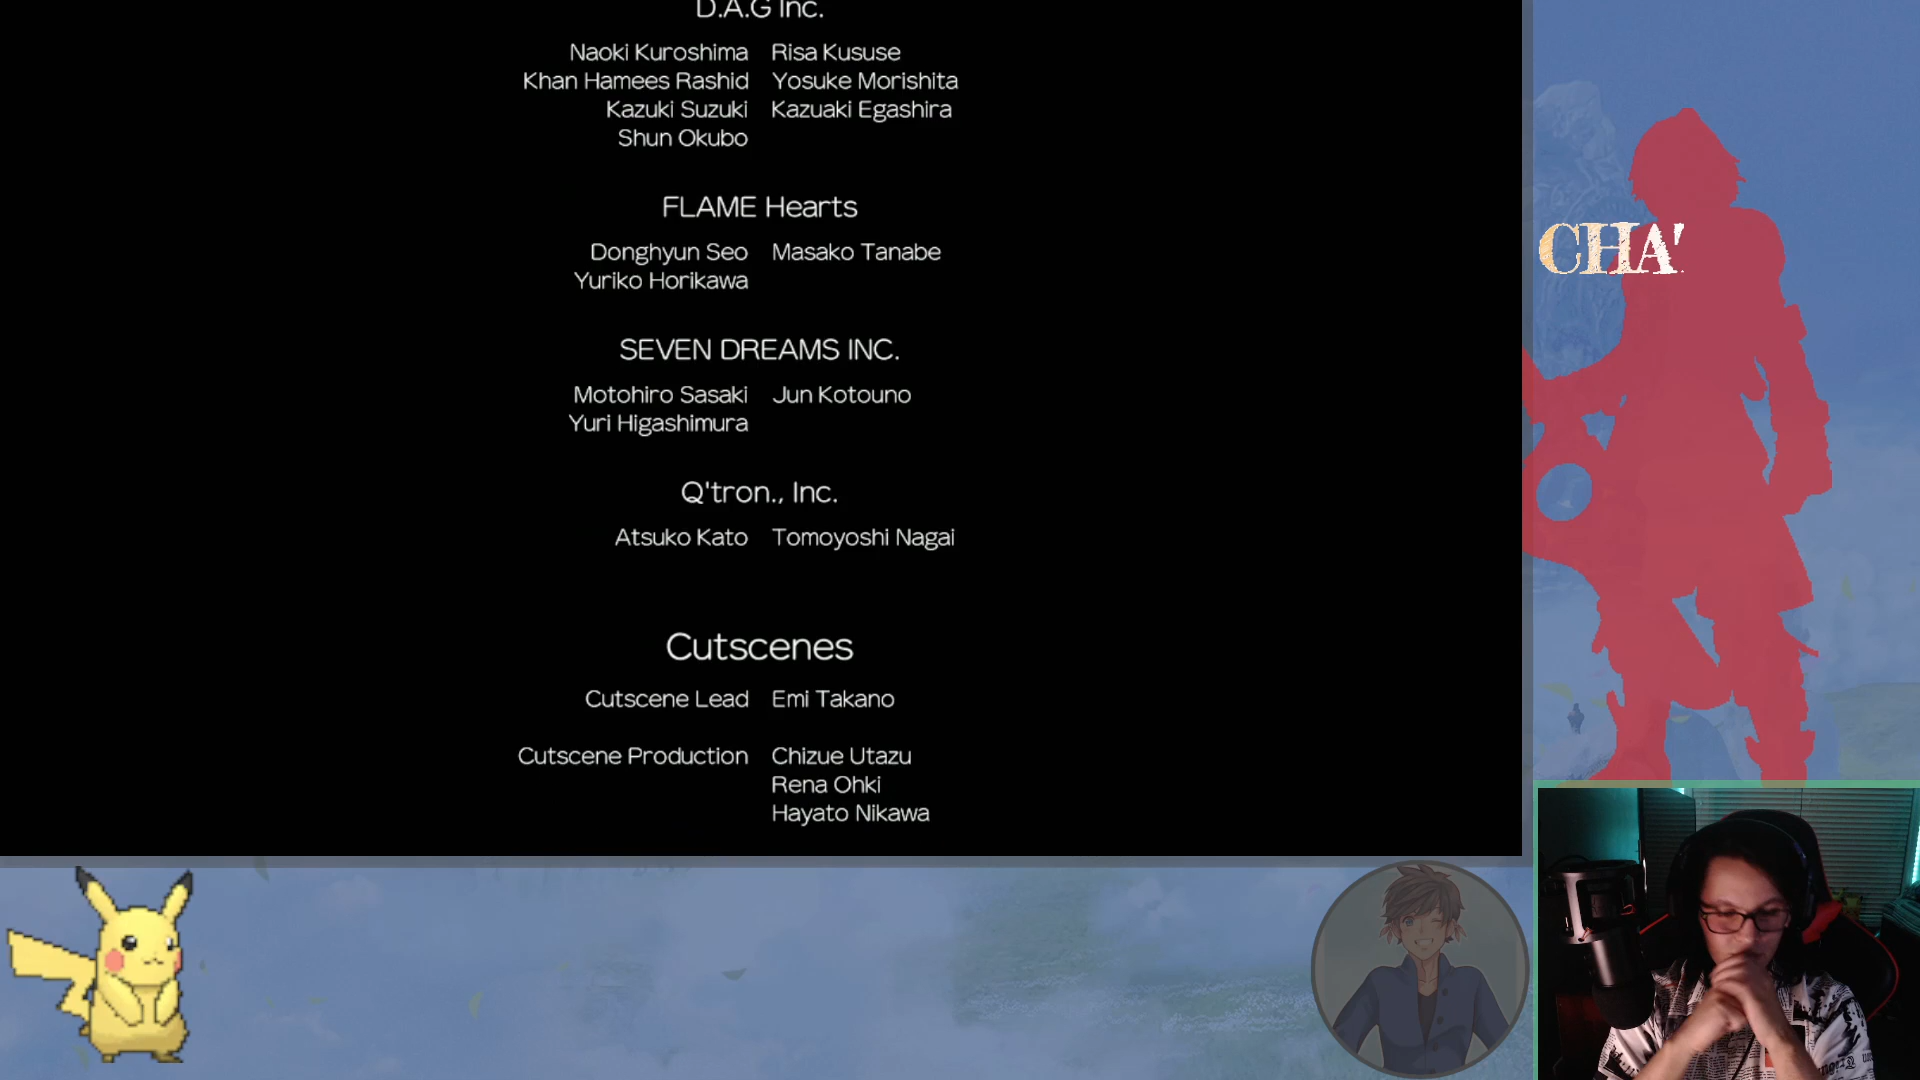 D.A.G Inc.
Naoki Kuroshima Risa Kususe
Khan Hamees Rashid Yosuke Morishita
Kazuki Suzuki Kazuaki Egashira
Shun Okubo
FLAME Hearts
Donghyun Seo Masako Tanabe
Yuriko Horikawa
SEVEN DREAMS INC.
Motohiro Sasaki Jun Kotouno
Yuri Higashimura
Q'tron., Inc.
Atsuko Kato Tomoyoshi Nagai
Cutscenes
Cutscene Lead Emi Takano
Cutscene Production Chizue Utazu
Rena Ohki
Hayato Nikawa
CHA